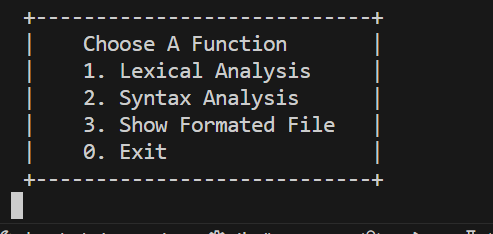 Choose A Function
1. Lexical Analysis
2. Syntax Analysis
3. Show Formated File
0. Exit